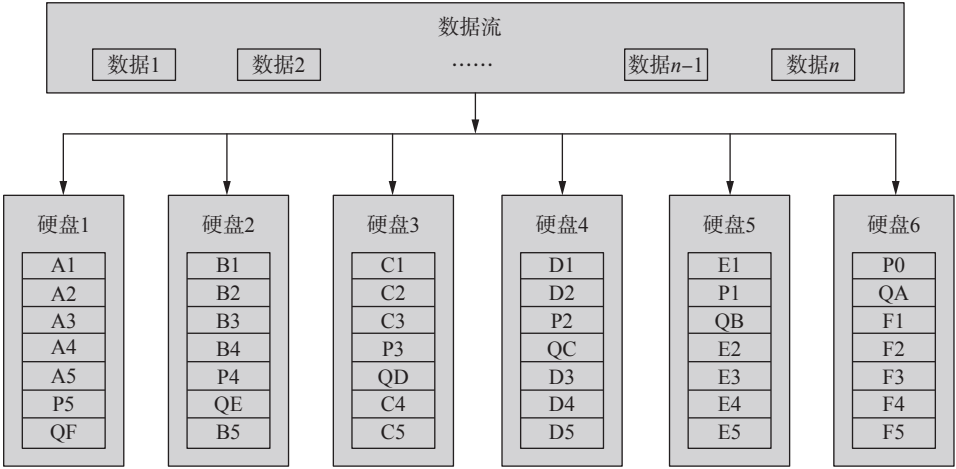 数据流
数据1 数据2 …… 数据n–1 数据n
硬盘1 硬盘2 硬盘3 硬盘4 硬盘5 硬盘6
A1 B1 C1 D1 E1 P0
A2 B2 C2 D2 P1 QA
A3 B3 C3 P2 QB F1
A4 B4 P3 QC E2 F2
A5 P4 QD D3 E3 F3
P5 QE C4 D4 E4 F4
QF B5 C5 D5 E5 F5